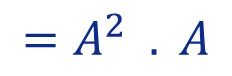 = A² . A